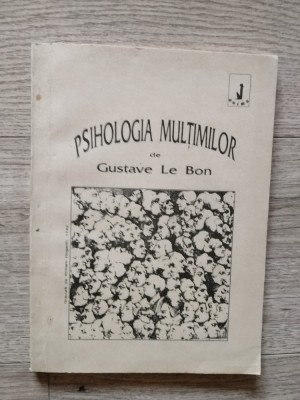 PSIHOLOGIA MULȚIMILOR
de
Gustave Le Bon